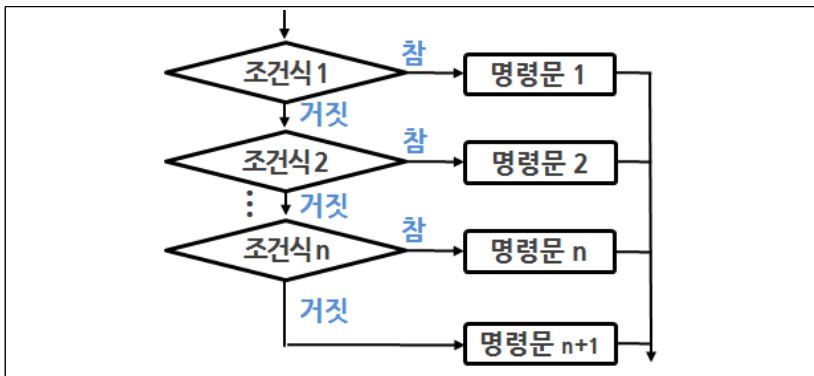 참
조건식 1
명령문 1
거짓
참
조건식 2
명령문 2
⋮
거짓
참
조건식 n
명령문 n
거짓
명령문 n+1